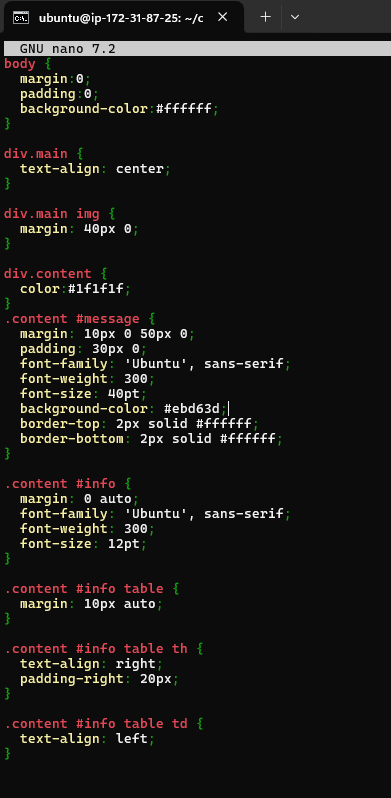 ubuntu@ip-172-31-87-25: ~/c
GNU nano 7.2
body {
  margin:0;
  padding:0;
  background-color:#ffffff;
}

div.main {
  text-align: center;
}

div.main img {
  margin: 40px 0;
}

div.content {
  color:#1f1f1f;
}
.content #message {
  margin: 10px 0 50px 0;
  padding: 30px 0;
  font-family: 'Ubuntu', sans-serif;
  font-weight: 300;
  font-size: 40pt;
  background-color: #ebd63d;
  border-top: 2px solid #ffffff;
  border-bottom: 2px solid #ffffff;
}

.content #info {
  margin: 0 auto;
  font-family: 'Ubuntu', sans-serif;
  font-weight: 300;
  font-size: 12pt;
}

.content #info table {
  margin: 10px auto;
}

.content #info table th {
  text-align: right;
  padding-right: 20px;
}

.content #info table td {
  text-align: left;
}